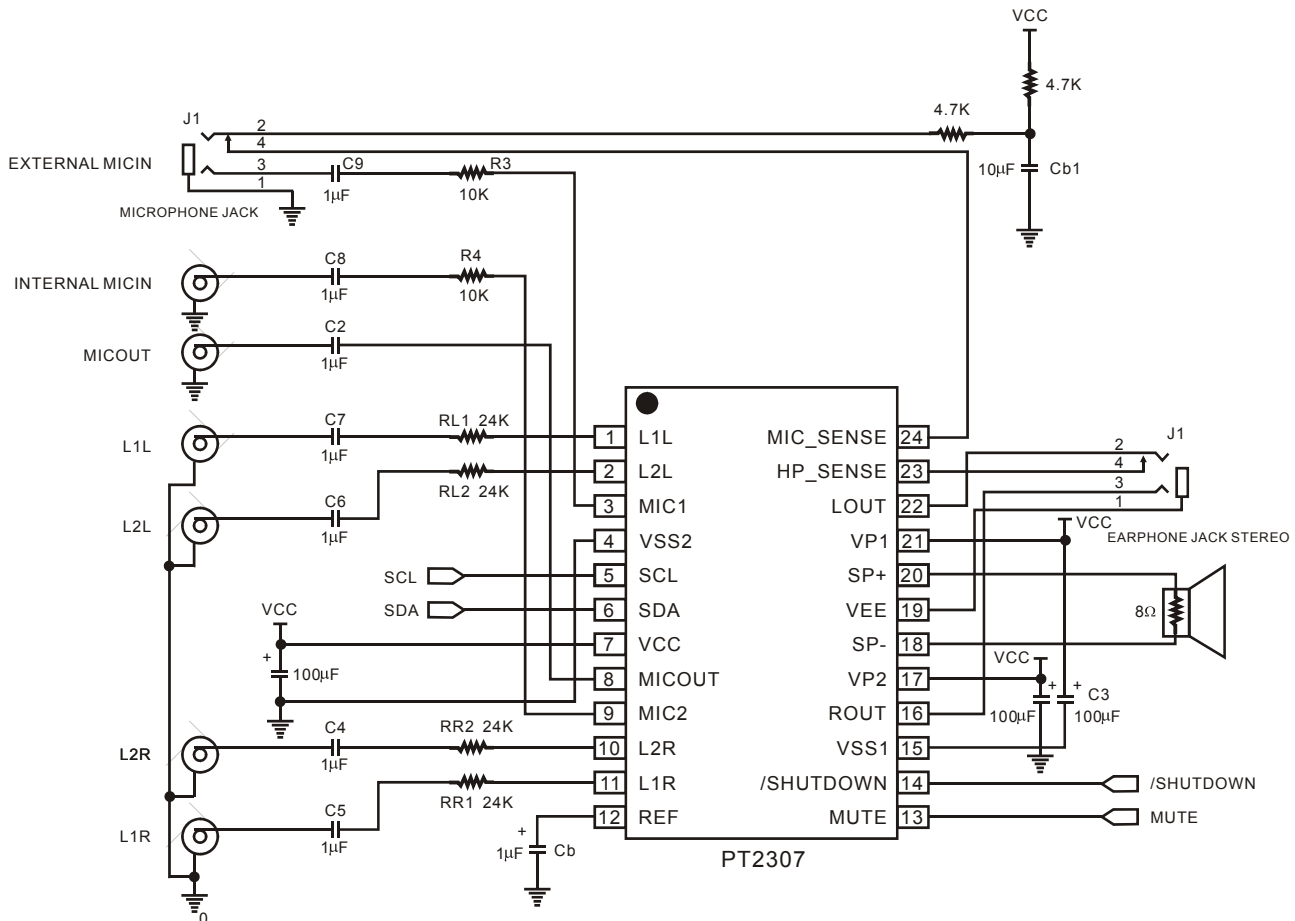 VCC
4.7K
4.7K
J1
2
4
EXTERNAL MICIN
3
1
C9
1µF
R3
10K
10µF
Cb1
MICROPHONE JACK
INTERNAL MICIN
C8
1µF
R4
10K
MICOUT
C2
1µF
L1L
C7
1µF
RL1 24K
L2L
C6
1µF
RL2 24K
SCL
SDA
VCC
+
100µF
L2R
C4
1µF
RR2 24K
L1R
C5
1µF
RR1 24K
0
+
1µF
Cb
1 L1L
2 L2L
3 MIC1
4 VSS2
5 SCL
6 SDA
7 VCC
8 MICOUT
9 MIC2
10 L2R
11 L1R
12 REF
MIC_SENSE 24
HP_SENSE 23
LOUT 22
VP1 21
SP+ 20
VEE 19
SP- 18
VP2 17
ROUT 16
VSS1 15
/SHUTDOWN 14
MUTE 13
PT2307
J1
2
4
3
1
VCC
EARPHONE JACK STEREO
8Ω
VCC
+
100µF
+
C3
100µF
/SHUTDOWN
MUTE